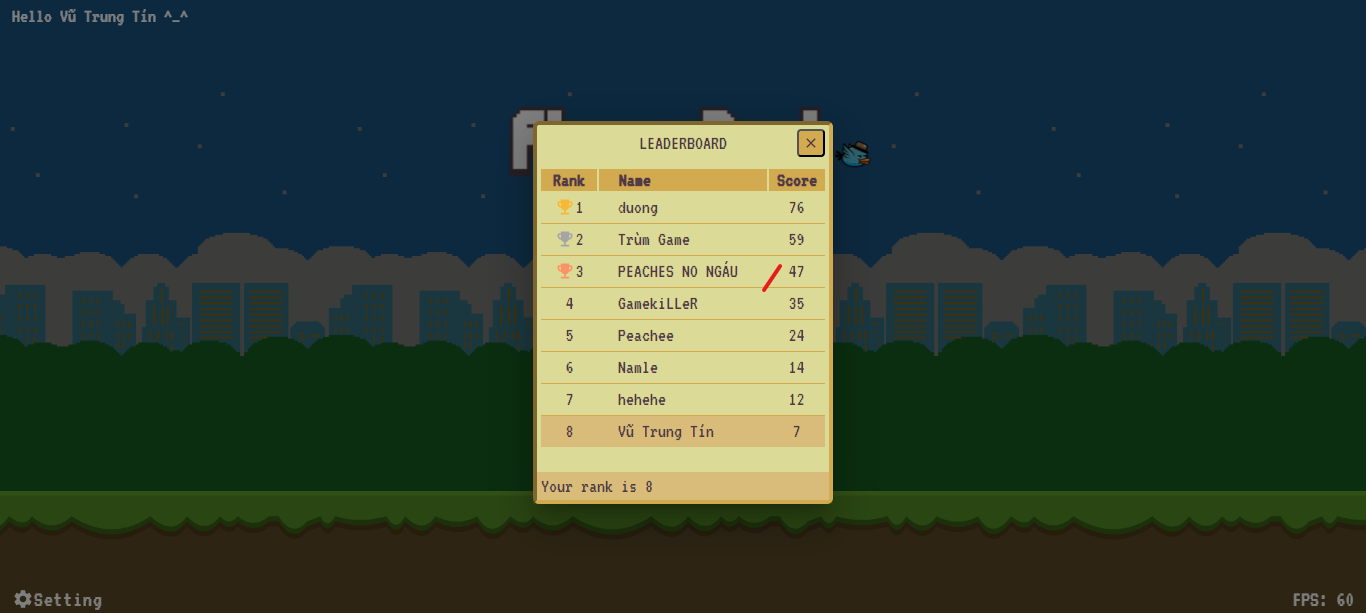 Hello Vũ Trung Tín ^_^
LEADERBOARD
Rank Name Score
1 duong 76
2 Trùm Game 59
3 PEACHES NO NGÁU 47
4 GamekiLLeR 35
5 Peachee 24
6 Namle 14
7 hehehe 12
8 Vũ Trung Tín 7
Your rank is 8
Setting
FPS: 60